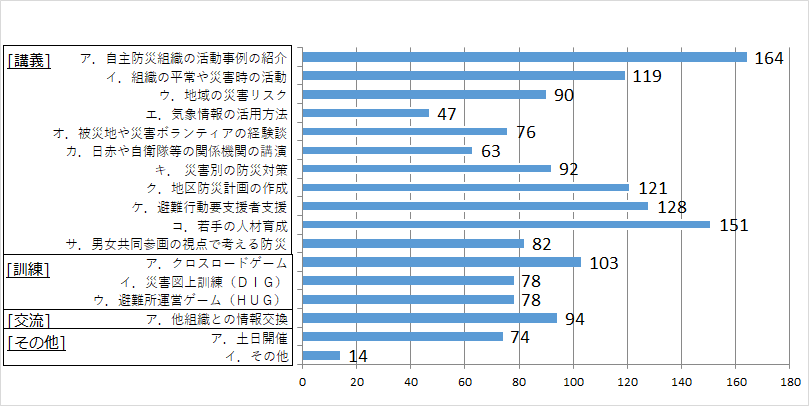 [講義]
ア．自主防災組織の活動事例の紹介 164
イ．組織の平常や災害時の活動 119
ウ．地域の災害リスク 90
エ．気象情報の活用方法 47
オ．被災地や災害ボランティアの経験談 76
カ．日赤や自衛隊等の関係機関の講演 63
キ．災害別の防災対策 92
ク．地区防災計画の作成 121
ケ．避難行動要支援者支援 128
コ．若手の人材育成 151
サ．男女共同参画の視点で考える防災 82
[訓練]
ア．クロスロードゲーム 103
イ．災害図上訓練（ＤＩＧ） 78
ウ．避難所運営ゲーム（ＨＵＧ） 78
[交流]
ア．他組織との情報交換 94
[その他]
ア．土日開催 74
イ．その他 14
0 20 40 60 80 100 120 140 160 180